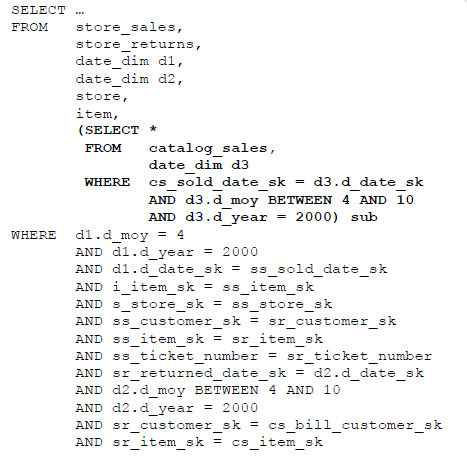 SELECT …
FROM store_sales,
store_returns,
date_dim d1,
date_dim d2,
store,
item,
(SELECT *
FROM catalog_sales,
date_dim d3
WHERE cs_sold_date_sk = d3.d_date_sk
AND d3.d_moy BETWEEN 4 AND 10
AND d3.d_year = 2000) sub
WHERE d1.d_moy = 4
AND d1.d_year = 2000
AND d1.d_date_sk = ss_sold_date_sk
AND i_item_sk = ss_item_sk
AND s_store_sk = ss_store_sk
AND ss_customer_sk = sr_customer_sk
AND ss_item_sk = sr_item_sk
AND ss_ticket_number = sr_ticket_number
AND sr_returned_date_sk = d2.d_date_sk
AND d2.d_moy BETWEEN 4 AND 10
AND d2.d_year = 2000
AND sr_customer_sk = cs_bill_customer_sk
AND sr_item_sk = cs_item_sk